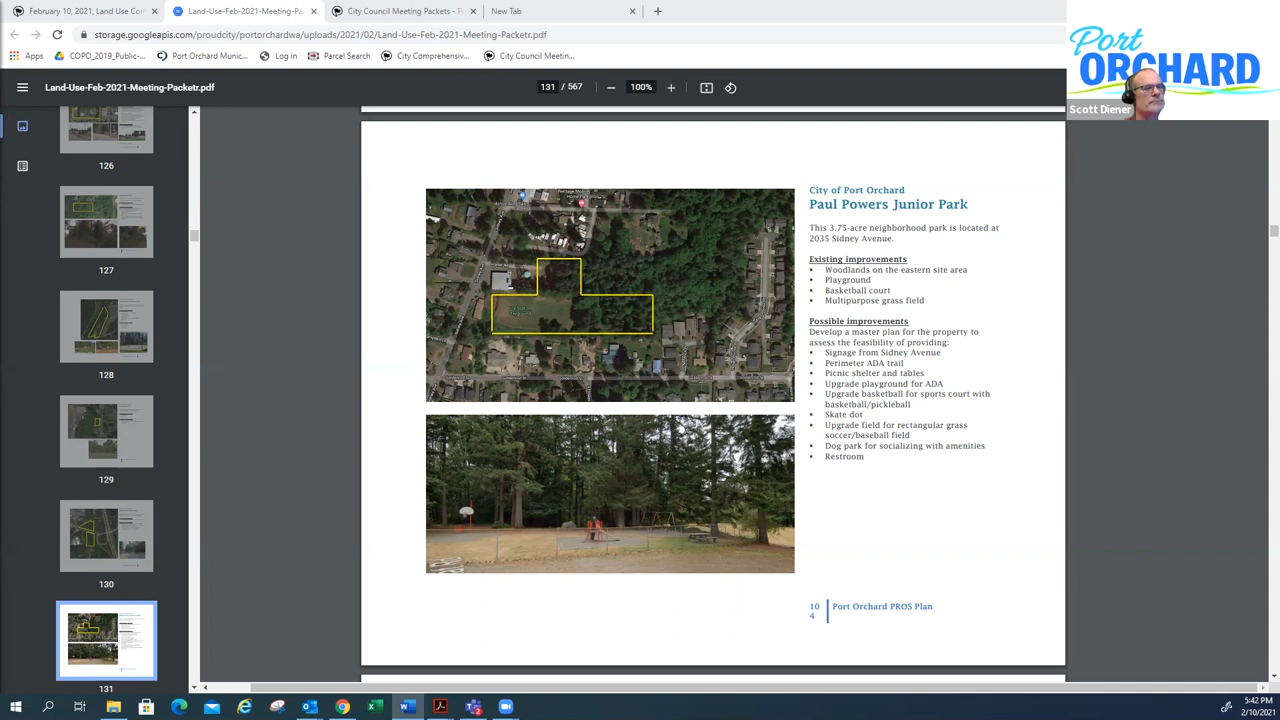 February 10, 2021, Land Use Com
Land-Use-Feb-2021-Meeting-Pa
City Council Meeting Packets - P
New Tab
storage.googleapis.com/proudcity/portorchardwa/uploads/2021/02/Land-Use-Feb-2021-Meeting-Packetr.pdf
Apps
COPO_2019_Public-...
Port Orchard Munic...
Log in
Parcel Search
City Comprehensiv...
City Council Meetin...
Port
ORCHARD
Scott Diener
Land-Use-Feb-2021-Meeting-Packetr.pdf
131 / 567
100%
126
127
128
129
130
131
City of Port Orchard
Paul Powers Junior Park
This 3.75-acre neighborhood park is located at
2035 Sidney Avenue.
Existing improvements
▪ Woodlands on the eastern site area
▪ Playground
▪ Basketball court
▪ Multipurpose grass field
Possible improvements
Develop a master plan for the property to
assess the feasibility of providing:
▪ Signage from Sidney Avenue
▪ Perimeter ADA trail
▪ Picnic shelter and tables
▪ Upgrade playground for ADA
▪ Upgrade basketball for sports court with
basketball/pickleball
▪ Skate dot
▪ Upgrade field for rectangular grass
soccer/baseball field
▪ Dog park for socializing with amenities
▪ Restroom
10
4
Port Orchard PROS Plan
5:42 PM
2/10/2021